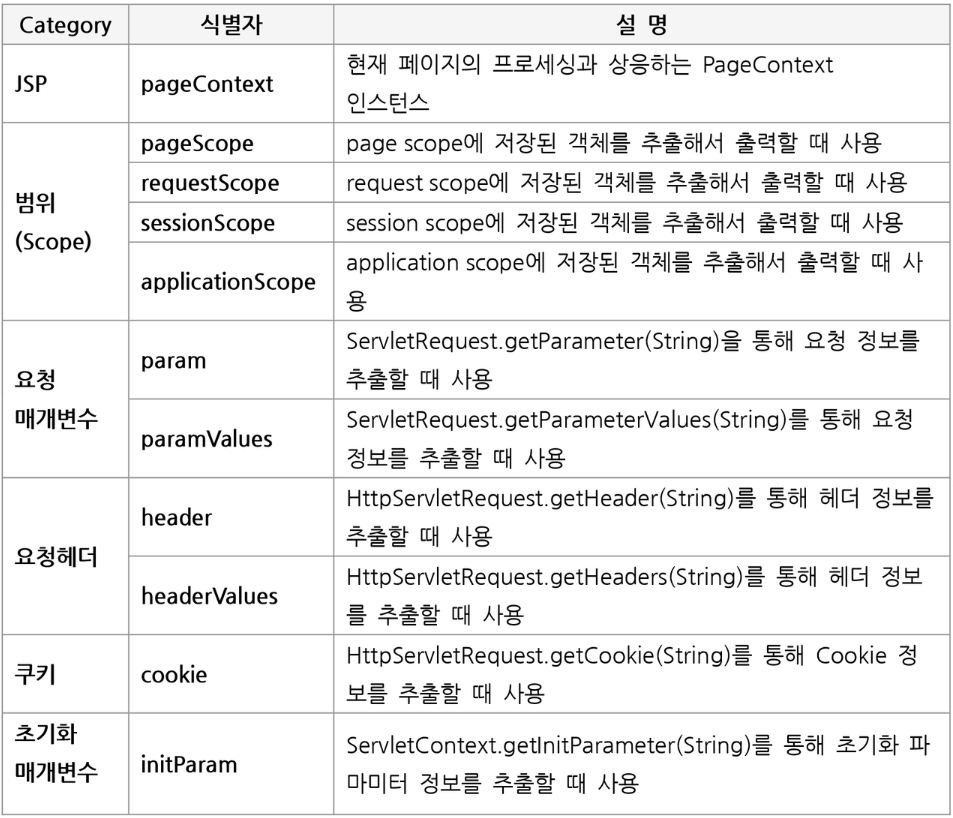 Category 식별자 설 명
JSP pageContext 현재 페이지의 프로세싱과 상응하는 PageContext
인스턴스
범위
(Scope)
pageScope page scope에 저장된 객체를 추출해서 출력할 때 사용
requestScope request scope에 저장된 객체를 추출해서 출력할 때 사용
sessionScope session scope에 저장된 객체를 추출해서 출력할 때 사용
applicationScope application scope에 저장된 객체를 추출해서 출력할 때 사
용
요청
매개변수
param ServletRequest.getParameter(String)을 통해 요청 정보를
추출할 때 사용
paramValues ServletRequest.getParameterValues(String)를 통해 요청
정보를 추출할 때 사용
요청헤더
header HttpServletRequest.getHeader(String)를 통해 헤더 정보를
추출할 때 사용
headerValues HttpServletRequest.getHeaders(String)를 통해 헤더 정보
를 추출할 때 사용
쿠키 cookie HttpServletRequest.getCookie(String)를 통해 Cookie 정
보를 추출할 때 사용
초기화
매개변수
initParam ServletContext.getInitParameter(String)를 통해 초기화 파
마미터 정보를 추출할 때 사용